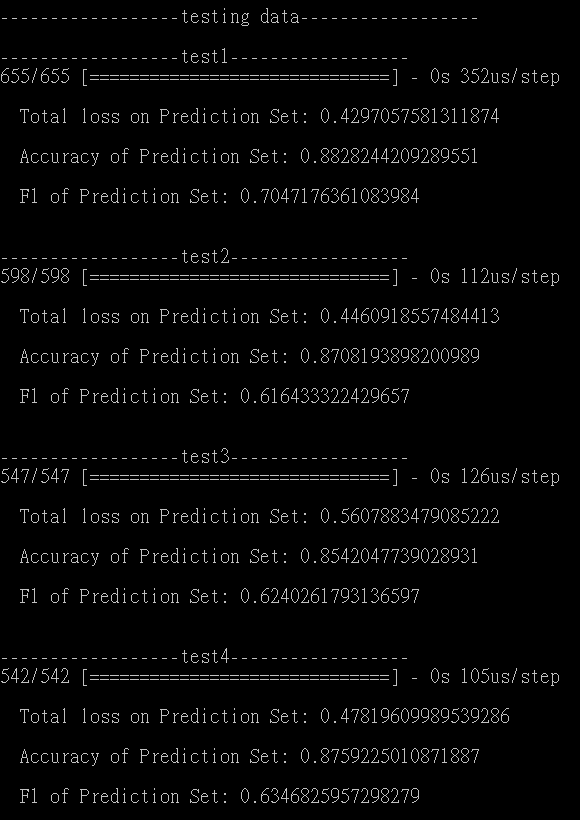 ------------------testing data------------------
------------------test1------------------
655/655 [==============================] - 0s 352us/step
Total loss on Prediction Set: 0.4297057581311874
Accuracy of Prediction Set: 0.8828244209289551
F1 of Prediction Set: 0.7047176361083984
------------------test2------------------
598/598 [==============================] - 0s 112us/step
Total loss on Prediction Set: 0.4460918557484413
Accuracy of Prediction Set: 0.8708193898200989
F1 of Prediction Set: 0.616433322429657
------------------test3------------------
547/547 [==============================] - 0s 126us/step
Total loss on Prediction Set: 0.5607883479085222
Accuracy of Prediction Set: 0.8542047739028931
F1 of Prediction Set: 0.6240261793136597
------------------test4------------------
542/542 [==============================] - 0s 105us/step
Total loss on Prediction Set: 0.47819609989539286
Accuracy of Prediction Set: 0.8759225010871887
F1 of Prediction Set: 0.6346825957298279